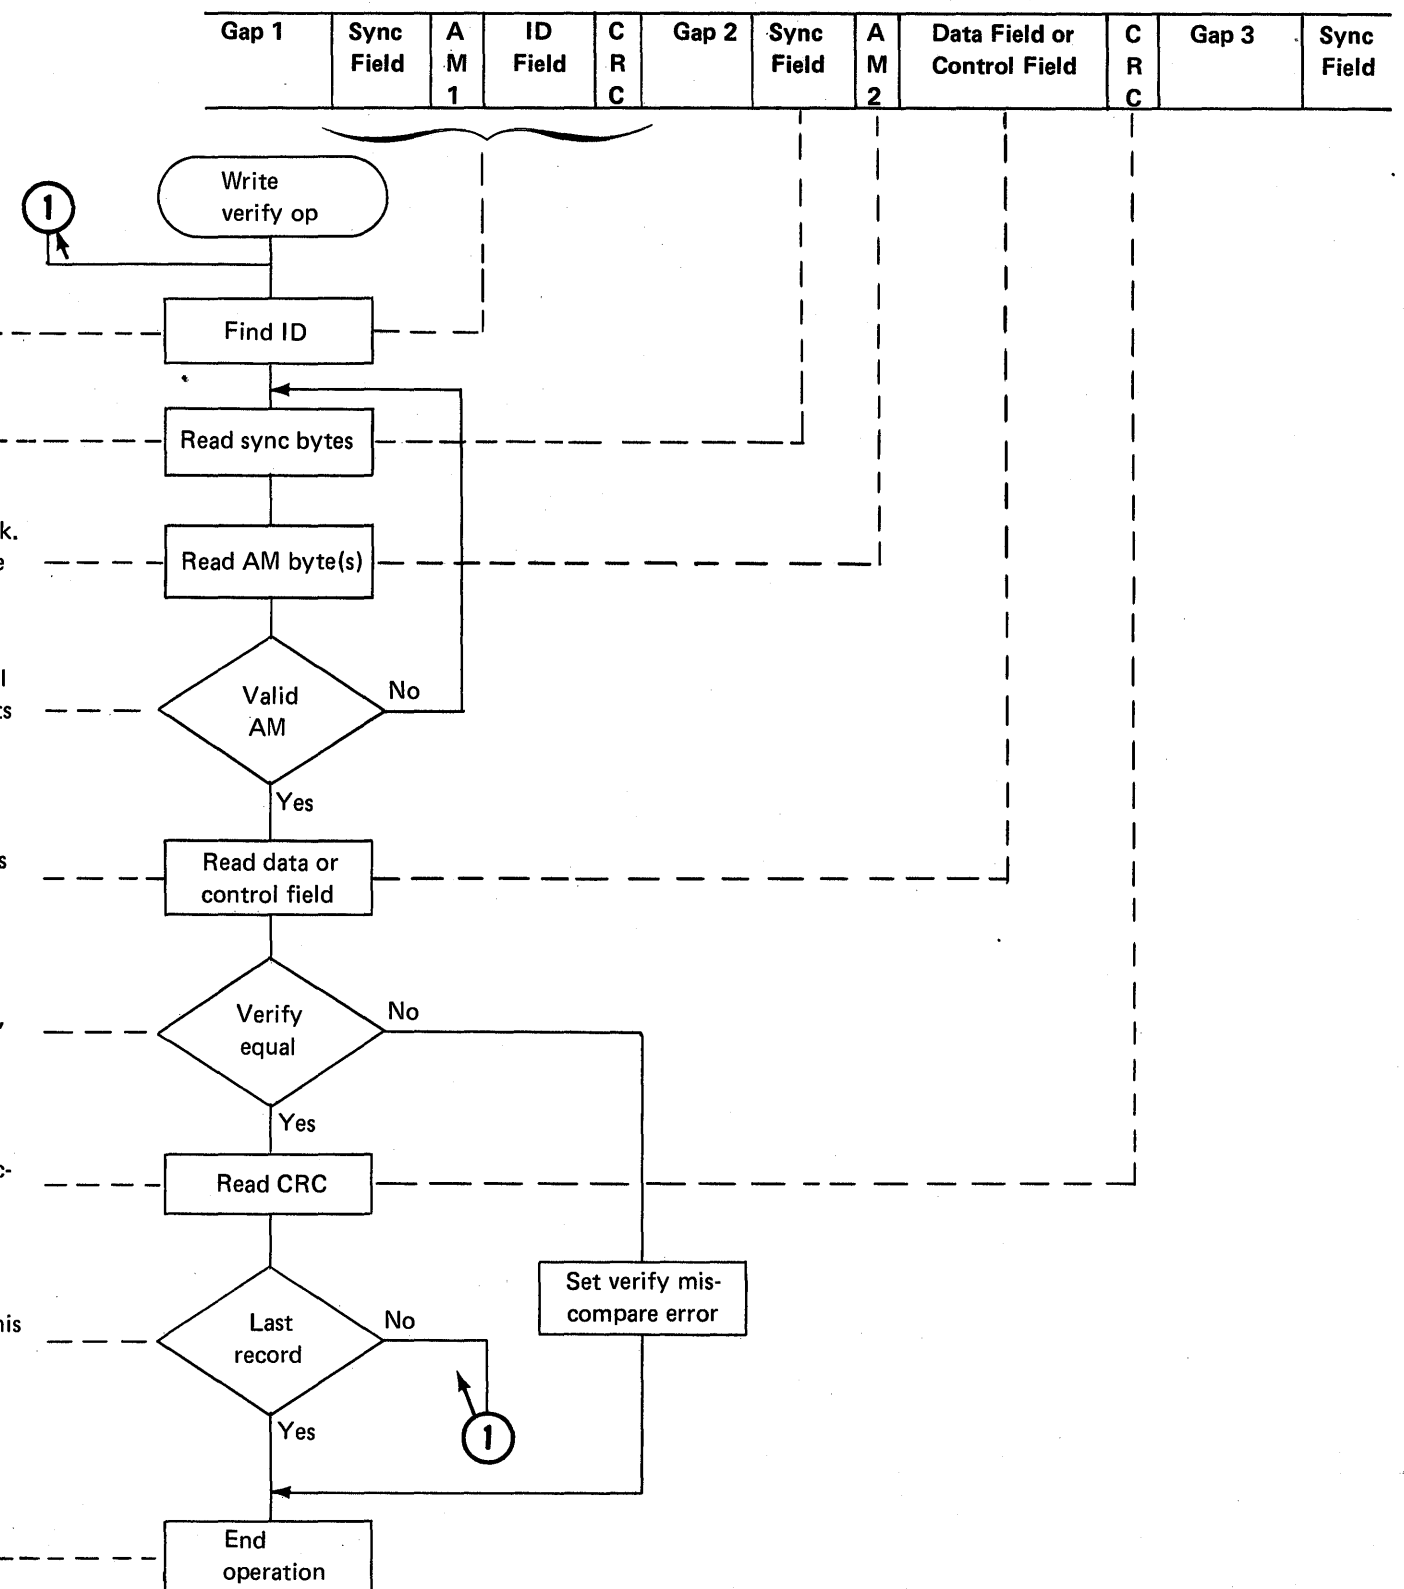 Gap 1
Sync
Field
A
M
1
ID
Field
C
R
C
Gap 2
Sync
Field
A
M
2
Data Field or
Control Field
C
R
C
Gap 3
Sync
Field
Write
verify op
1
Find ID
Read sync bytes
k.
e
Read AM byte(s)
l
ts
Valid
AM
No
Yes
s
Read data or
control field
,
Verify
equal
No
Yes
c-
Read CRC
Set verify mis-
compare error
his
Last
record
No
1
Yes
End
operation